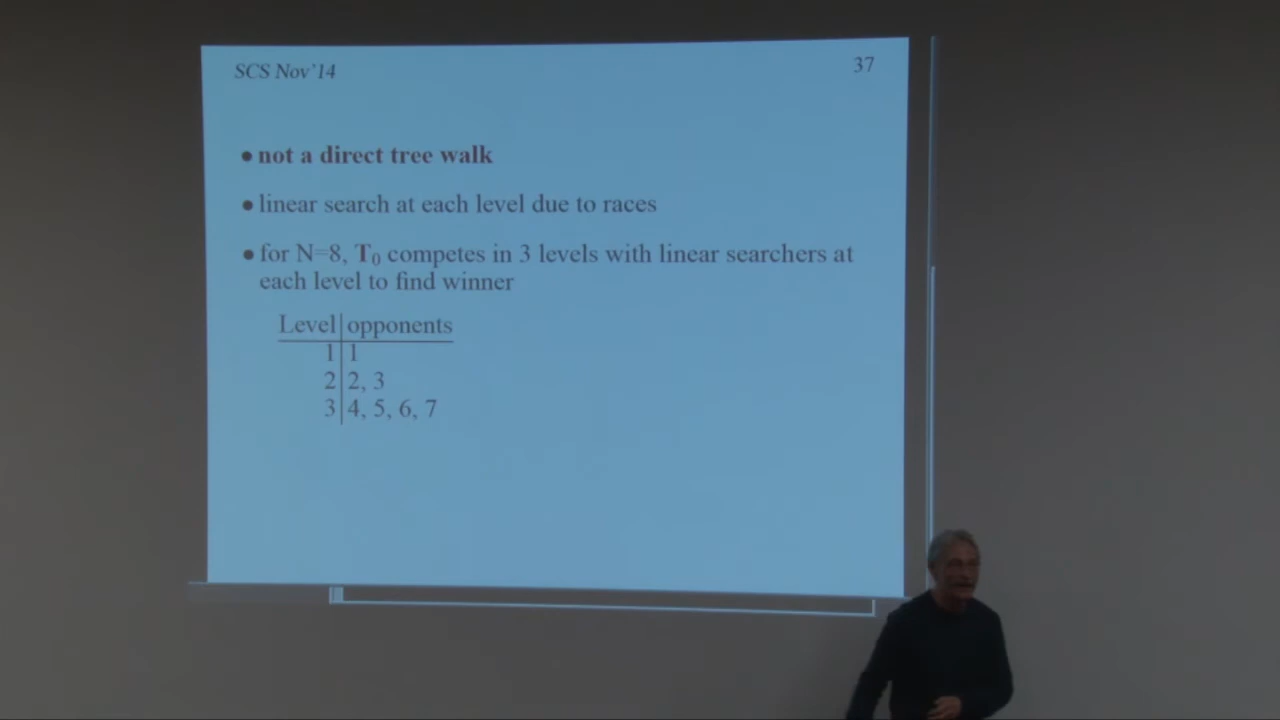 SCS Nov'14
37
• not a direct tree walk
• linear search at each level due to races
• for N=8, T₀ competes in 3 levels with linear searchers at
each level to find winner
Level opponents
1 1
2 2, 3
3 4, 5, 6, 7